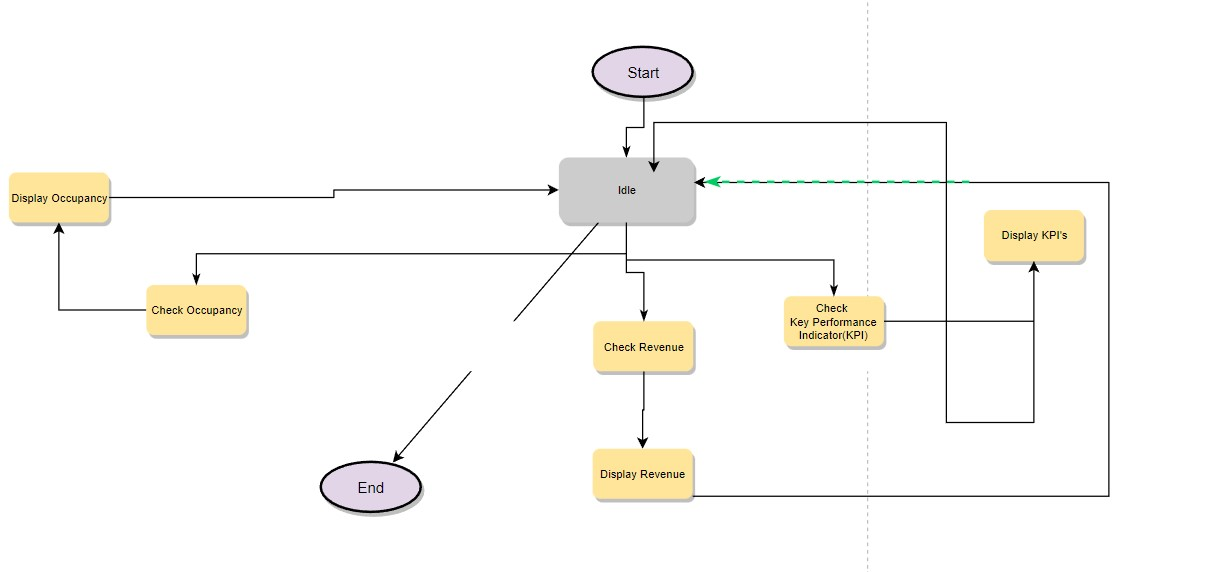 Start
Idle
Display Occupancy
Display KPI's
Check Occupancy
Check
Key Performance
Indicator(KPI)
Check Revenue
Display Revenue
End